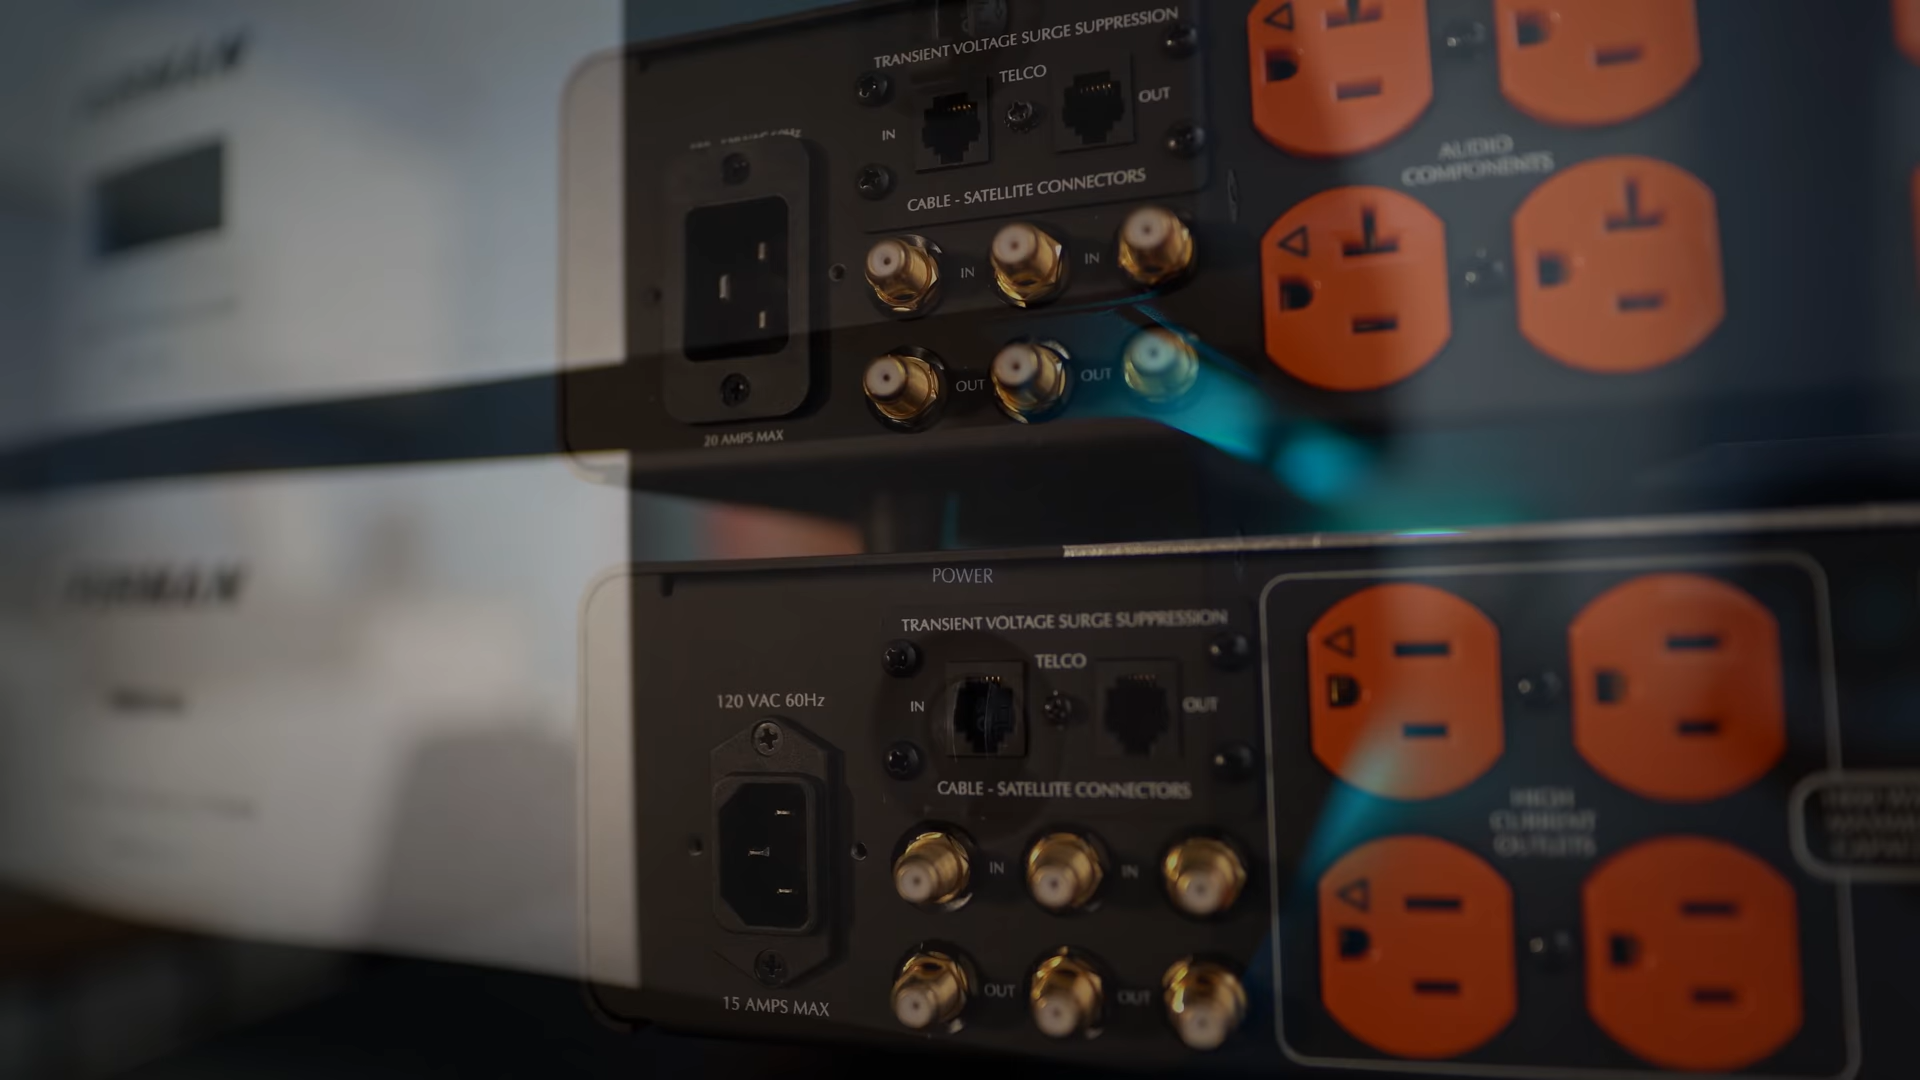 TRANSIENT VOLTAGE SURGE SUPPRESSION
TELCO
IN
OUT
CABLE - SATELLITE CONNECTORS
IN
IN
OUT
OUT
20 AMPS MAX
AUDIO
COMPONENTS
POWER
TRANSIENT VOLTAGE SURGE SUPPRESSION
TELCO
IN
OUT
120 VAC 60Hz
CABLE - SATELLITE CONNECTORS
IN
IN
OUT
OUT
15 AMPS MAX
HIGH
CURRENT
OUTLETS